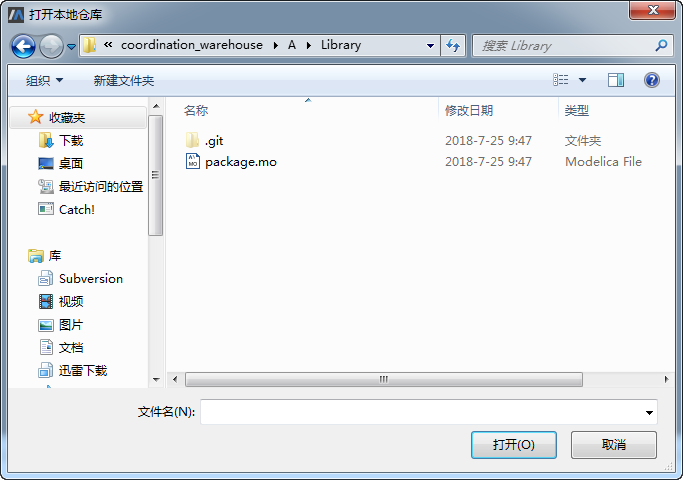 打开本地仓库
« coordination_warehouse A Library
搜索 Library
组织 新建文件夹
名称 修改日期 类型
.git 2018-7-25 9:47 文件夹
package.mo 2018-7-25 9:47 Modelica File
收藏夹
下载
桌面
最近访问的位置
Catch!
库
Subversion
视频
图片
文档
迅雷下载
文件名(N):
打开(O) 取消